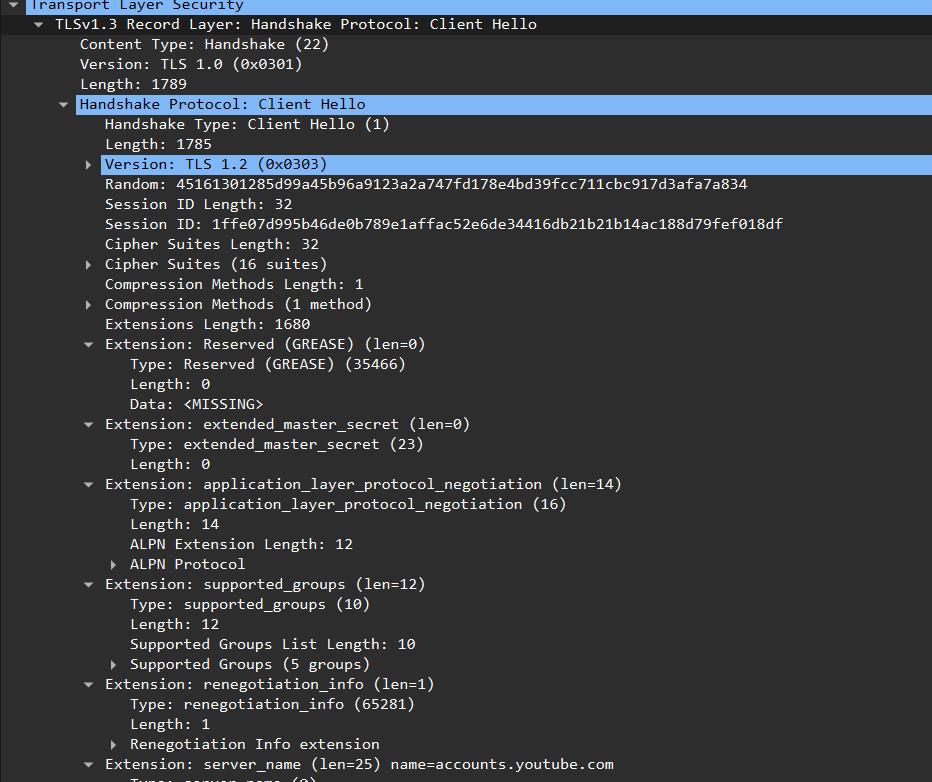 Transport Layer Security
TLSv1.3 Record Layer: Handshake Protocol: Client Hello
Content Type: Handshake (22)
Version: TLS 1.0 (0x0301)
Length: 1789
Handshake Protocol: Client Hello
Handshake Type: Client Hello (1)
Length: 1785
Version: TLS 1.2 (0x0303)
Random: 45161301285d99a45b96a9123a2a747fd178e4bd39fcc711cbc917d3afa7a834
Session ID Length: 32
Session ID: 1ffe07d995b46de0b789e1affac52e6de34416db21b21b14ac188d79fef018df
Cipher Suites Length: 32
Cipher Suites (16 suites)
Compression Methods Length: 1
Compression Methods (1 method)
Extensions Length: 1680
Extension: Reserved (GREASE) (len=0)
Type: Reserved (GREASE) (35466)
Length: 0
Data: <MISSING>
Extension: extended_master_secret (len=0)
Type: extended_master_secret (23)
Length: 0
Extension: application_layer_protocol_negotiation (len=14)
Type: application_layer_protocol_negotiation (16)
Length: 14
ALPN Extension Length: 12
ALPN Protocol
Extension: supported_groups (len=12)
Type: supported_groups (10)
Length: 12
Supported Groups List Length: 10
Supported Groups (5 groups)
Extension: renegotiation_info (len=1)
Type: renegotiation_info (65281)
Length: 1
Renegotiation Info extension
Extension: server_name (len=25) name=accounts.youtube.com